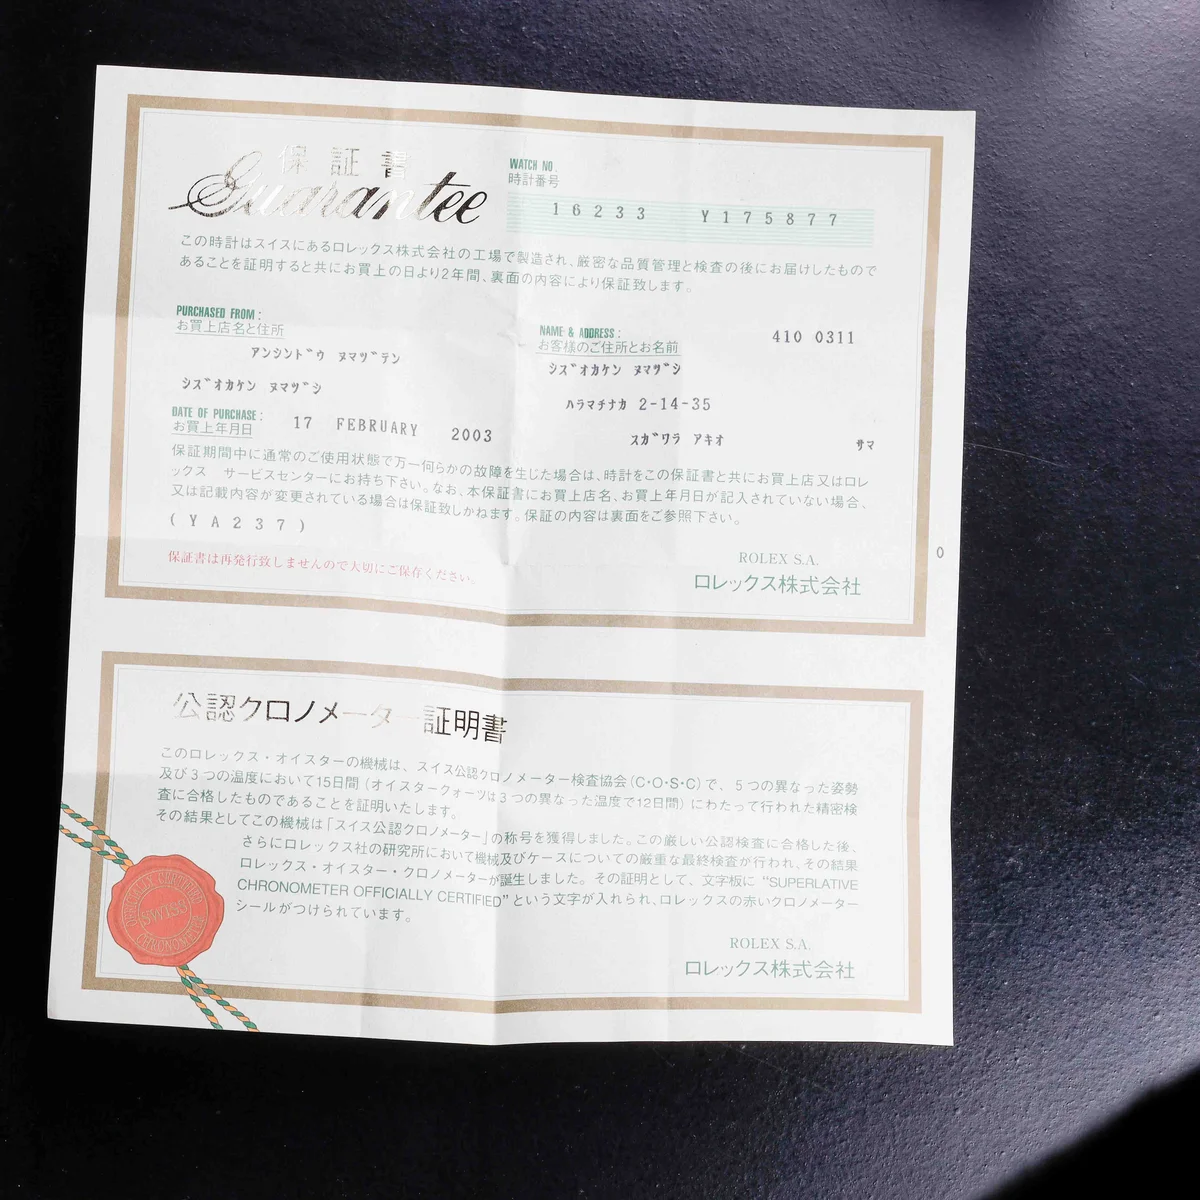 保証書
Guarantee
WATCH NO.
時計番号
16233 Y175877
この時計はスイスにあるロレックス株式会社の工場で製造され、厳密な品質管理と検査の後にお届けしたもので
あることを証明すると共にお買上の日より2年間、裏面の内容により保証致します。
PURCHASED FROM:
お買上店名と住所
アンシンドウ ヌマヅテン
シズオカケン ヌマヅシ
NAME & ADDRESS:
お客様のご住所とお名前
410 0311
シズオカケン ヌマヅシ
ハラマチナカ 2-14-35
スガワラ アキオ サマ
DATE OF PURCHASE:
お買上年月日
17 FEBRUARY 2003
保証期間中に通常のご使用状態で万一何らかの故障を生じた場合は、時計をこの保証書と共にお買上店又はロレ
ックス サービスセンターにお持ち下さい。なお、本保証書にお買上店名、お買上年月日が記入されていない場合、
又は記載内容が変更されている場合は保証致しかねます。保証の内容は裏面をご参照下さい。
(YA237)
保証書は再発行致しませんので大切にご保存ください。
ROLEX S.A.
ロレックス株式会社
0
公認クロノメーター証明書
このロレックス・オイスターの機械は、スイス公認クロノメーター検査協会(C・O・S・C)で、5つの異なった姿勢
及び3つの温度において15日間(オイスタークォーツは3つの異なった温度で12日間)にわたって行われた精密検
査に合格したものであることを証明いたします。
その結果としてこの機械は「スイス公認クロノメーター」の称号を獲得しました。この厳しい公認検査に合格した後、
さらにロレックス社の研究所において機械及びケースについての厳重な最終検査が行われ、その結果
ロレックス・オイスター・クロノメーターが誕生しました。その証明として、文字板に "SUPERLATIVE
CHRONOMETER OFFICIALLY CERTIFIED" という文字が入れられ、ロレックスの赤いクロノメーター
シールがつけられています。
OFFICIALLY CERTIFIED
SWISS
CHRONOMETER
ROLEX S.A.
ロレックス株式会社